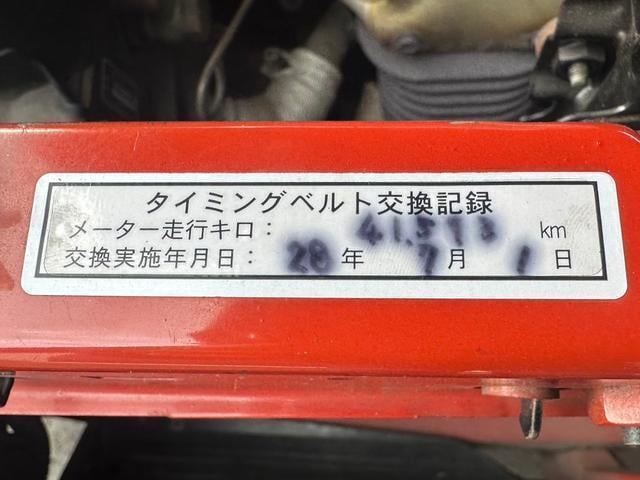 タイミングベルト交換記録
メーター走行キロ： km
交換実施年月日： 28 年 7 月 1 日